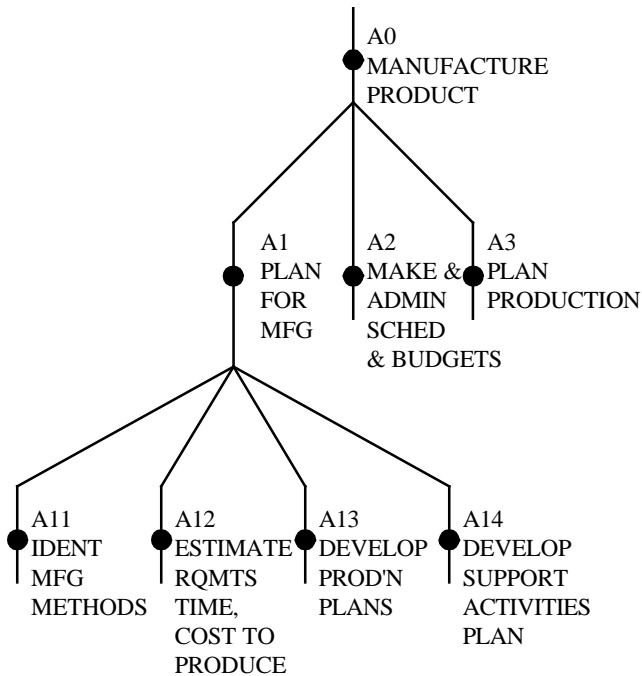 A0
MANUFACTURE
PRODUCT
A1
PLAN
FOR
MFG
A2
MAKE &
ADMIN
SCHED
& BUDGETS
A3
PLAN
PRODUCTION
A11
IDENT
MFG
METHODS
A12
ESTIMATE
RQMTS
TIME,
COST TO
PRODUCE
A13
DEVELOP
PROD'N
PLANS
A14
DEVELOP
SUPPORT
ACTIVITIES
PLAN